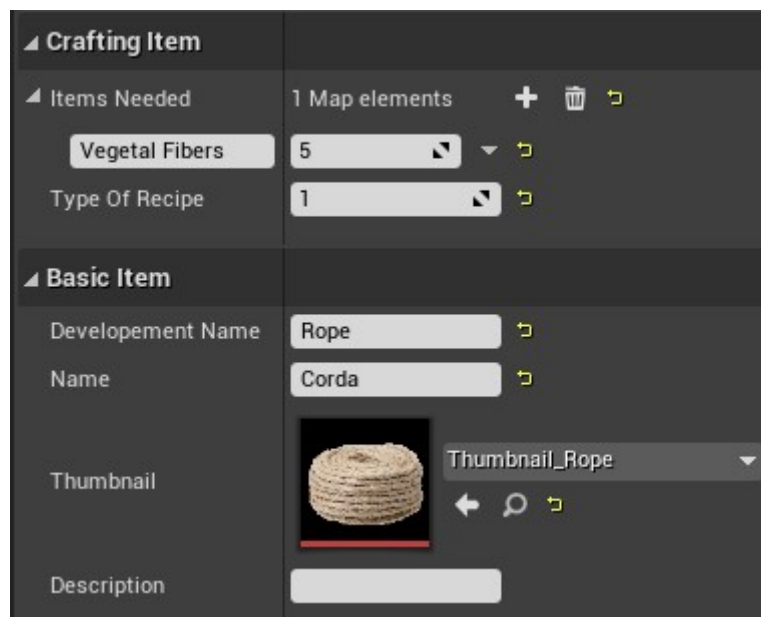 Crafting Item
Items Needed 1 Map elements
Vegetal Fibers 5
Type Of Recipe 1
Basic Item
Developement Name Rope
Name Corda
Thumbnail Thumbnail_Rope
Description